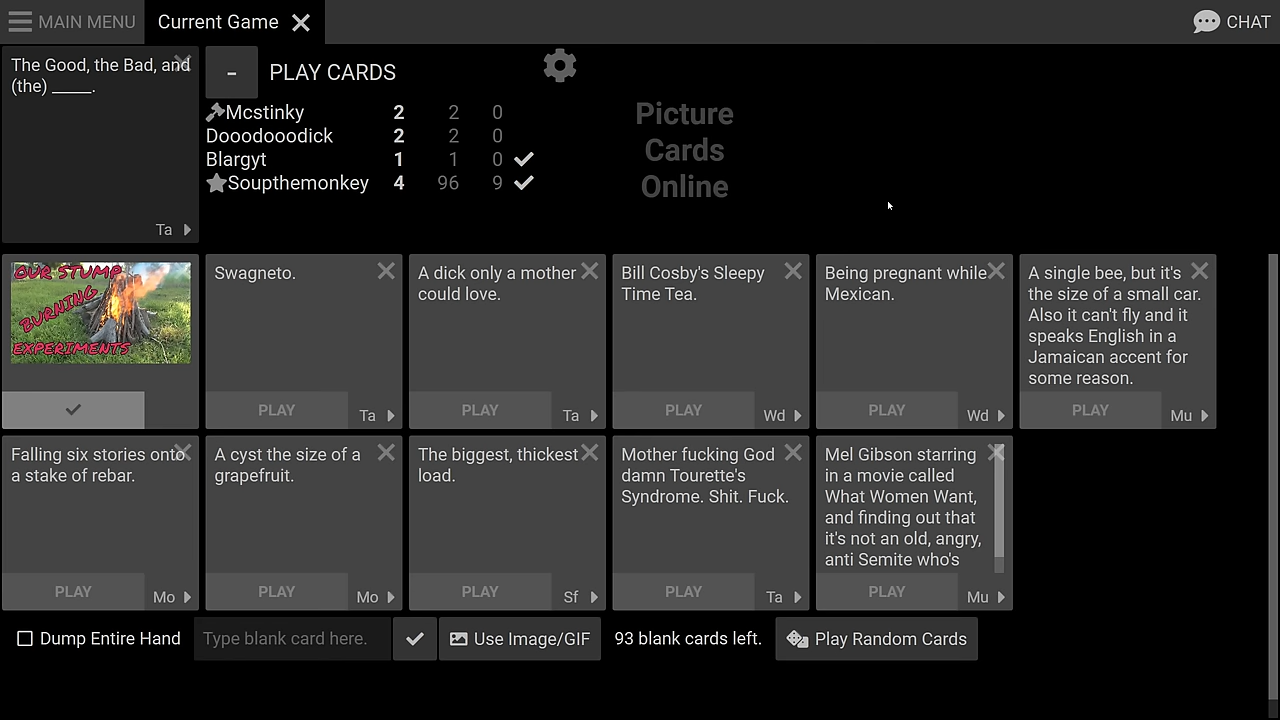 MAIN MENU
Current Game
CHAT
The Good, the Bad, and
(the) _____.
Ta
-
PLAY CARDS
Mcstinky 2 2 0
Dooodooodick 2 2 0
Blargyt 1 1 0
Soupthemonkey 4 96 9
Picture
Cards
Online
OUR STUMP
BURNING
EXPERIMENTS
Swagneto.
PLAY
Ta
A dick only a mother
could love.
PLAY
Ta
Bill Cosby's Sleepy
Time Tea.
PLAY
Wd
Being pregnant while
Mexican.
PLAY
Wd
A single bee, but it's
the size of a small car.
Also it can't fly and it
speaks English in a
Jamaican accent for
some reason.
PLAY
Mu
Falling six stories onto
a stake of rebar.
PLAY
Mo
A cyst the size of a
grapefruit.
PLAY
Mo
The biggest, thickest
load.
PLAY
Sf
Mother fucking God
damn Tourette's
Syndrome. Shit. Fuck.
PLAY
Ta
Mel Gibson starring
in a movie called
What Women Want,
and finding out that
it's not an old, angry,
anti Semite who's
PLAY
Mu
Dump Entire Hand
Type blank card here.
Use Image/GIF
93 blank cards left.
Play Random Cards